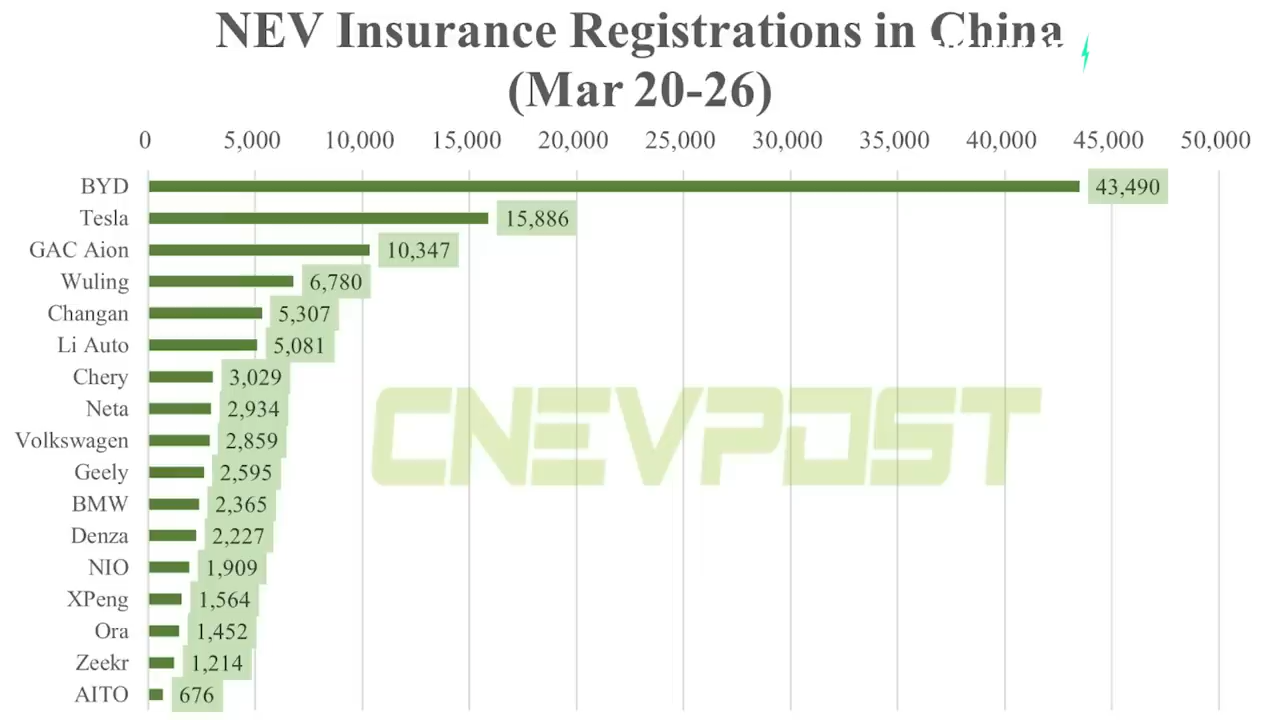 NEV Insurance Registrations in China
(Mar 20-26)
0 5,000 10,000 15,000 20,000 25,000 30,000 35,000 40,000 45,000 50,000
BYD 43,490
Tesla 15,886
GAC Aion 10,347
Wuling 6,780
Changan 5,307
Li Auto 5,081
Chery 3,029
Neta 2,934
Volkswagen 2,859
Geely 2,595
BMW 2,365
Denza 2,227
NIO 1,909
XPeng 1,564
Ora 1,452
Zeekr 1,214
AITO 676
CNEVPOST